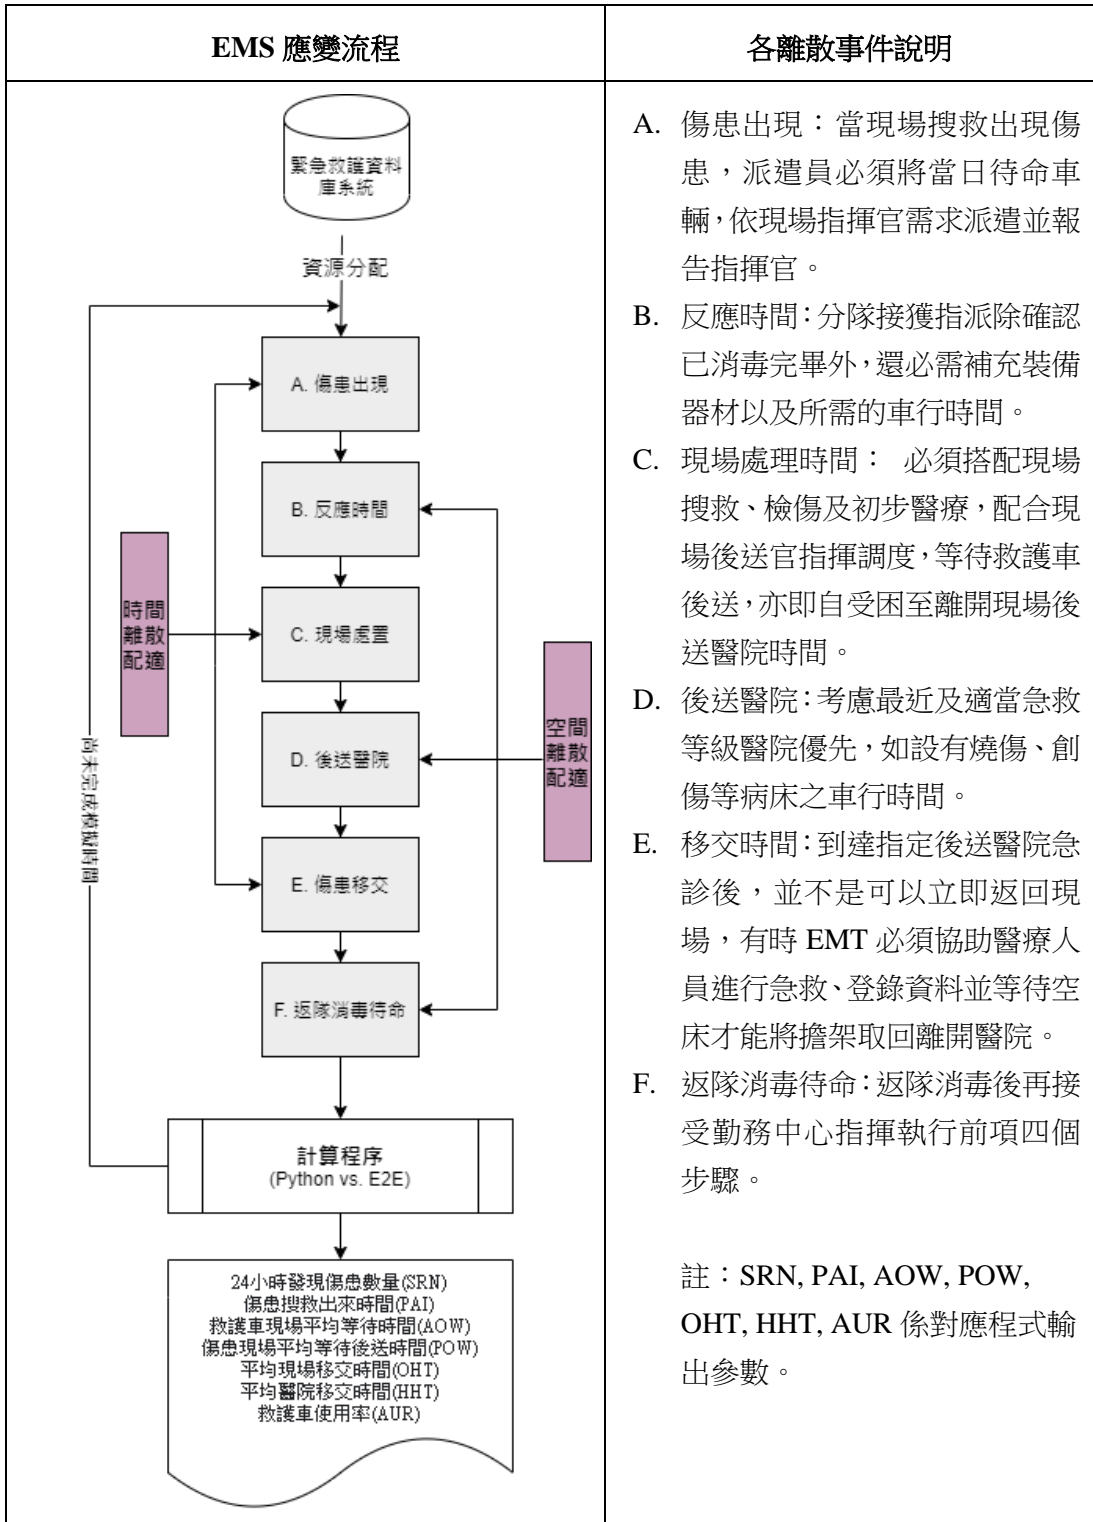 EMS 應變流程
各離散事件說明
緊急救護資料
庫系統
資源分配
A. 傷患出現
B. 反應時間
C. 現場處置
D. 後送醫院
E. 傷患移交
F. 返隊消毒待命
時間
離散
配適
空間
離散
配適
尚未完成模擬時間
計算程序
(Python vs. E2E)
24小時發現傷患數量(SRN)
傷患搜救出來時間(PAI)
救護車現場平均等待時間(AOW)
傷患現場平均等待後送時間(POW)
平均現場移交時間(OHT)
平均醫院移交時間(HHT)
救護車使用率(AUR)
A. 傷患出現：當現場搜救出現傷
患，派遣員必須將當日待命車
輛，依現場指揮官需求派遣並報
告指揮官。
B. 反應時間：分隊接獲指派除確認
已消毒完畢外，還必需補充裝備
器材以及所需的車行時間。
C. 現場處理時間： 必須搭配現場
搜救、檢傷及初步醫療，配合現
場後送官指揮調度，等待救護車
後送，亦即自受困至離開現場後
送醫院時間。
D. 後送醫院：考慮最近及適當急救
等級醫院優先，如設有燒傷、創
傷等病床之車行時間。
E. 移交時間：到達指定後送醫院急
診後，並不是可以立即返回現
場，有時 EMT 必須協助醫療人
員進行急救、登錄資料並等待空
床才能將擔架取回離開醫院。
F. 返隊消毒待命：返隊消毒後再接
受勤務中心指揮執行前項四個
步驟。
註：SRN, PAI, AOW, POW,
OHT, HHT, AUR 係對應程式輸
出參數。